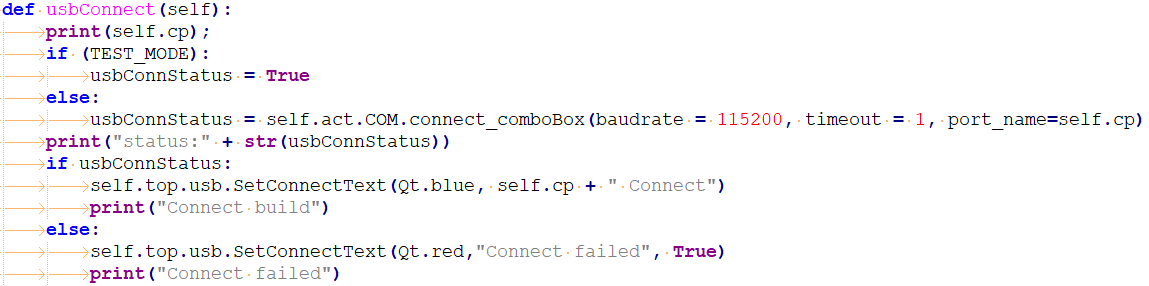 def usbConnect(self):
	print(self.cp);
	if (TEST_MODE):
		usbConnStatus = True
	else:
		usbConnStatus = self.act.COM.connect_comboBox(baudrate = 115200, timeout = 1, port_name=self.cp)
	print("status:" + str(usbConnStatus))
	if usbConnStatus:
		self.top.usb.SetConnectText(Qt.blue, self.cp + " Connect")
		print("Connect build")
	else:
		self.top.usb.SetConnectText(Qt.red,"Connect failed", True)
		print("Connect failed")